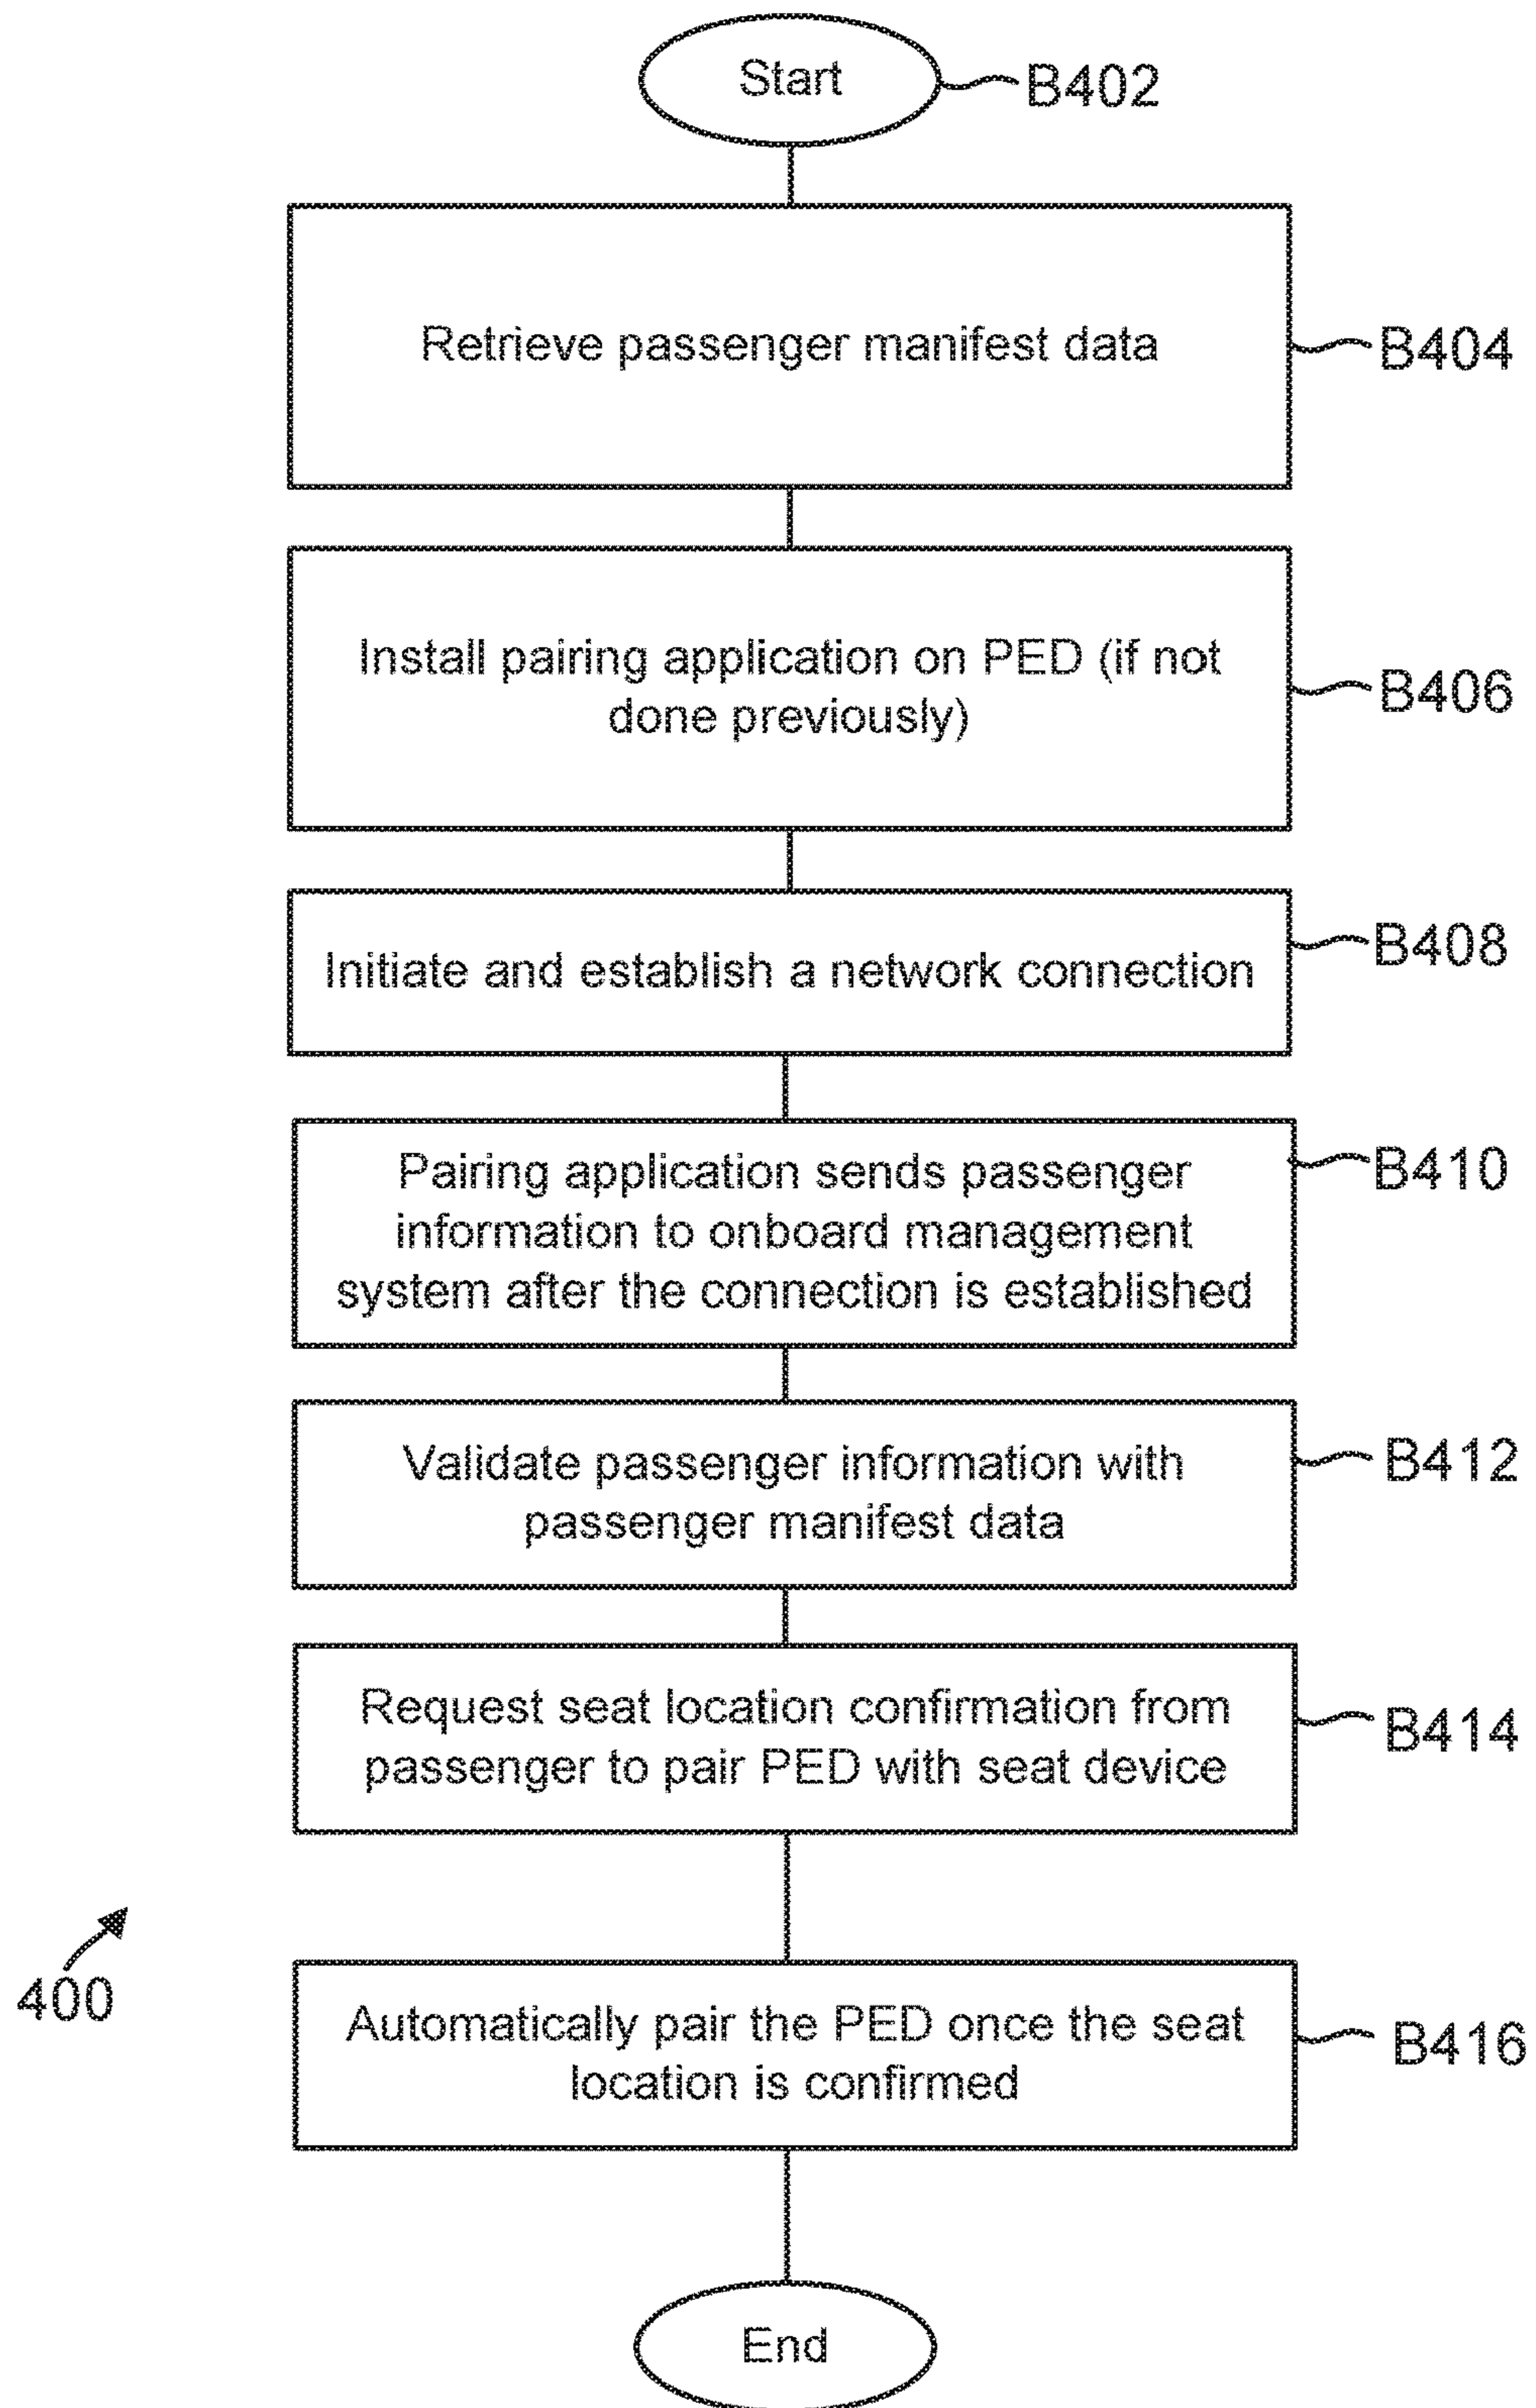 Start
B402
Retrieve passenger manifest data
B404
Install pairing application on PED (if not
done previously)
B406
Initiate and establish a network connection
B408
Pairing application sends passenger
information to onboard management
system after the connection is established
B410
Validate passenger information with
passenger manifest data
B412
Request seat location confirmation from
passenger to pair PED with seat device
B414
400
Automatically pair the PED once the seat
location is confirmed
B416
End